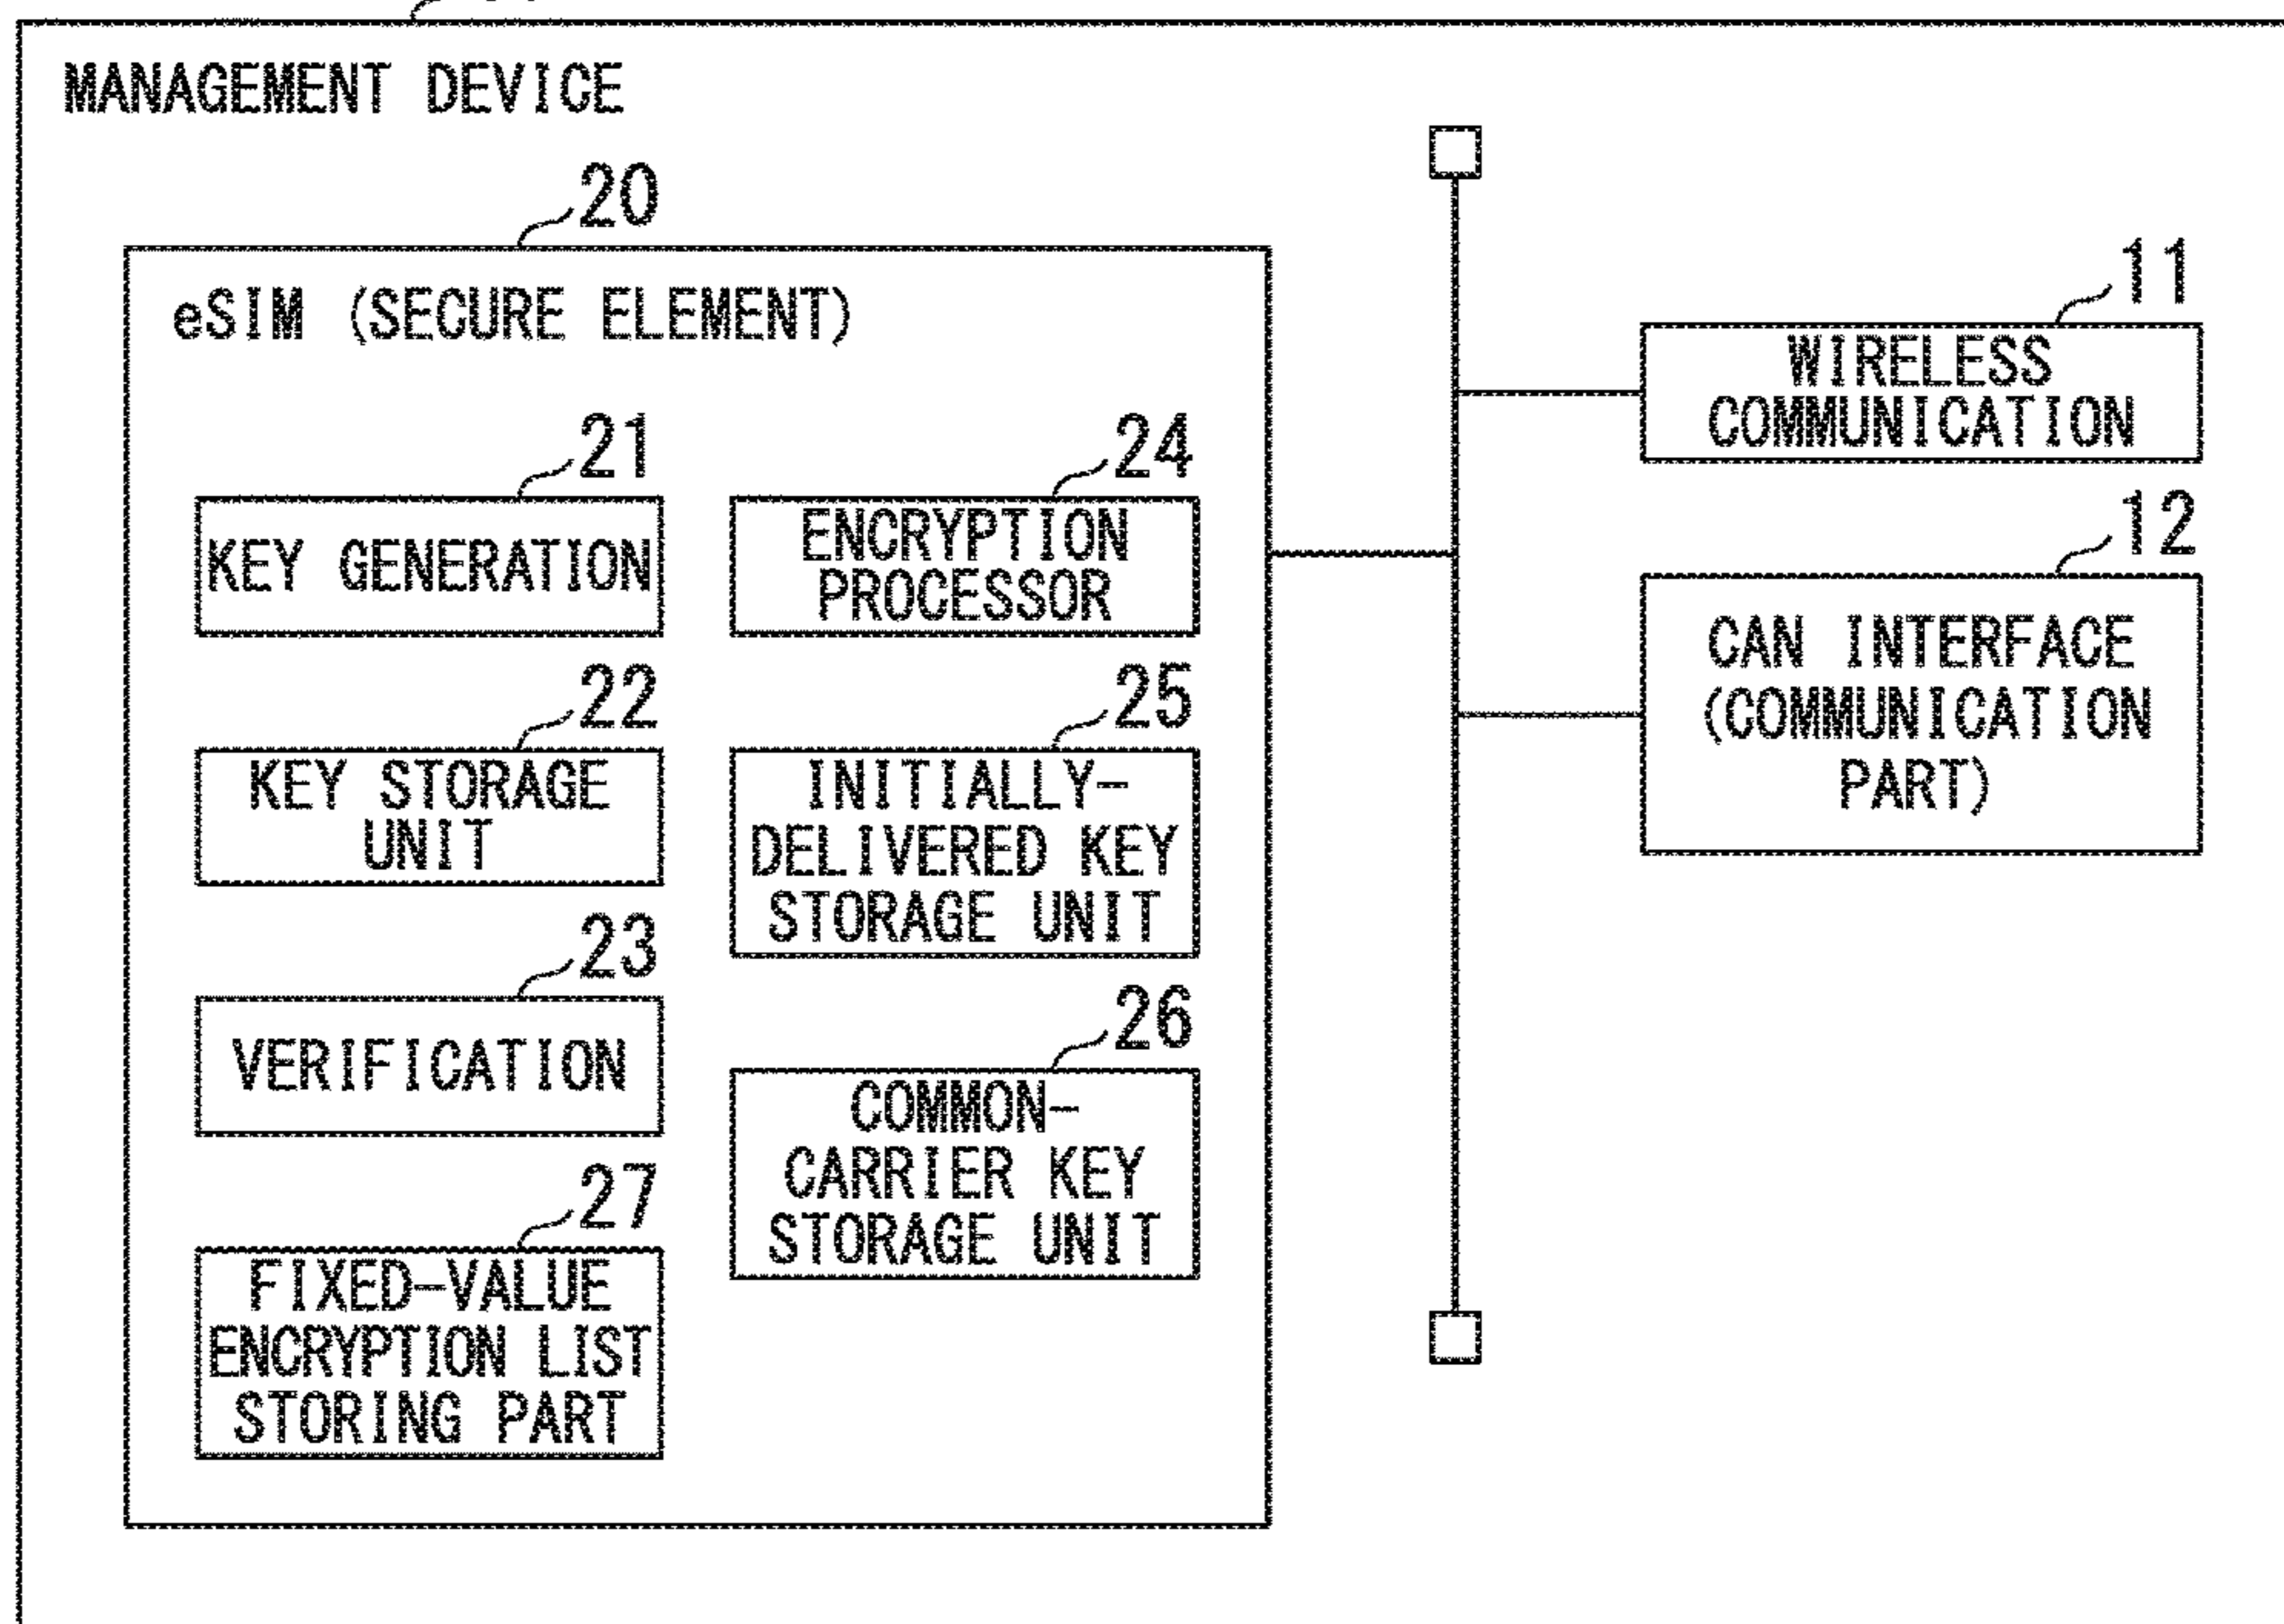 MANAGEMENT DEVICE
20
eSIM (SECURE ELEMENT)
21
KEY GENERATION
22
KEY STORAGE
UNIT
23
VERIFICATION
27
FIXED-VALUE
ENCRYPTION LIST
STORING PART
24
ENCRYPTION
PROCESSOR
25
INITIALLY-
DELIVERED KEY
STORAGE UNIT
26
COMMON-
CARRIER KEY
STORAGE UNIT
11
WIRELESS
COMMUNICATION
12
CAN INTERFACE
(COMMUNICATION
PART)